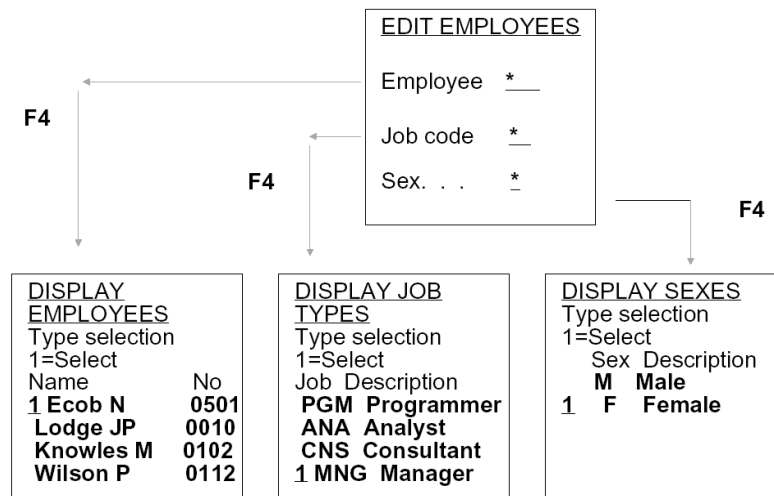 EDIT EMPLOYEES
Employee *
Job code *
Sex. . . *
F4
F4
F4
DISPLAY
EMPLOYEES
Type selection
1=Select
Name No
1 Ecob N 0501
Lodge JP 0010
Knowles M 0102
Wilson P 0112
DISPLAY JOB
TYPES
Type selection
1=Select
Job Description
PGM Programmer
ANA Analyst
CNS Consultant
1 MNG Manager
DISPLAY SEXES
Type selection
1=Select
Sex Description
M Male
1 F Female